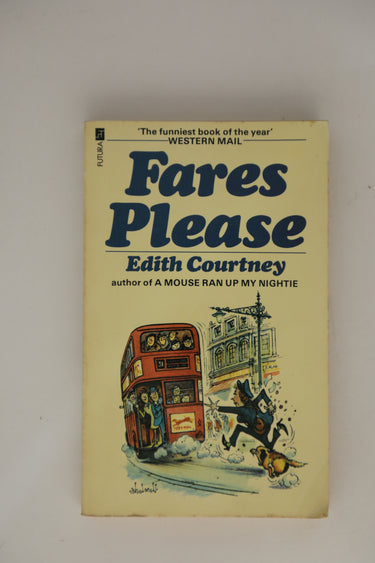 FUTURA
'The funniest book of the year'
WESTERN MAIL
Fares
Please
Edith Courtney
author of A MOUSE RAN UP MY NIGHTIE